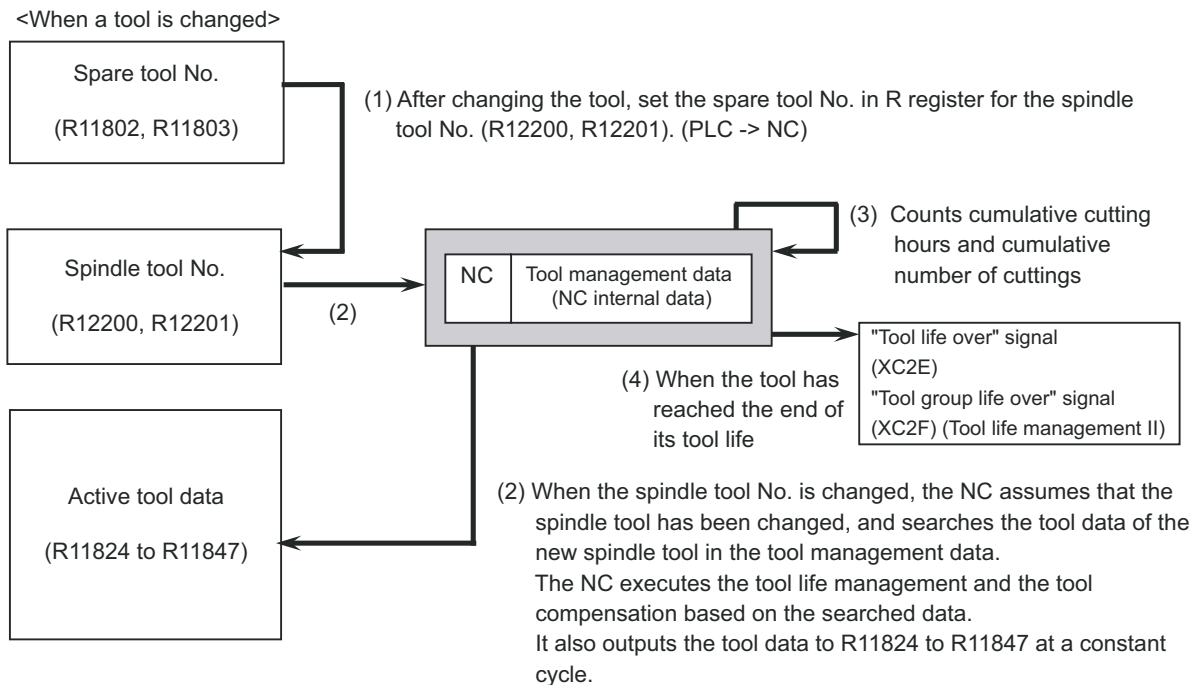 <When a tool is changed>
Spare tool No.
(R11802, R11803)
(1) After changing the tool, set the spare tool No. in R register for the spindle
tool No. (R12200, R12201). (PLC -> NC)
Spindle tool No.
(R12200, R12201)
(2)
NC
Tool management data
(NC internal data)
(3) Counts cumulative cutting
hours and cumulative
number of cuttings
(4) When the tool has
reached the end of
its tool life
"Tool life over" signal
(XC2E)
"Tool group life over" signal
(XC2F) (Tool life management II)
Active tool data
(R11824 to R11847)
(2) When the spindle tool No. is changed, the NC assumes that the
spindle tool has been changed, and searches the tool data of the
new spindle tool in the tool management data.
The NC executes the tool life management and the tool
compensation based on the searched data.
It also outputs the tool data to R11824 to R11847 at a constant
cycle.